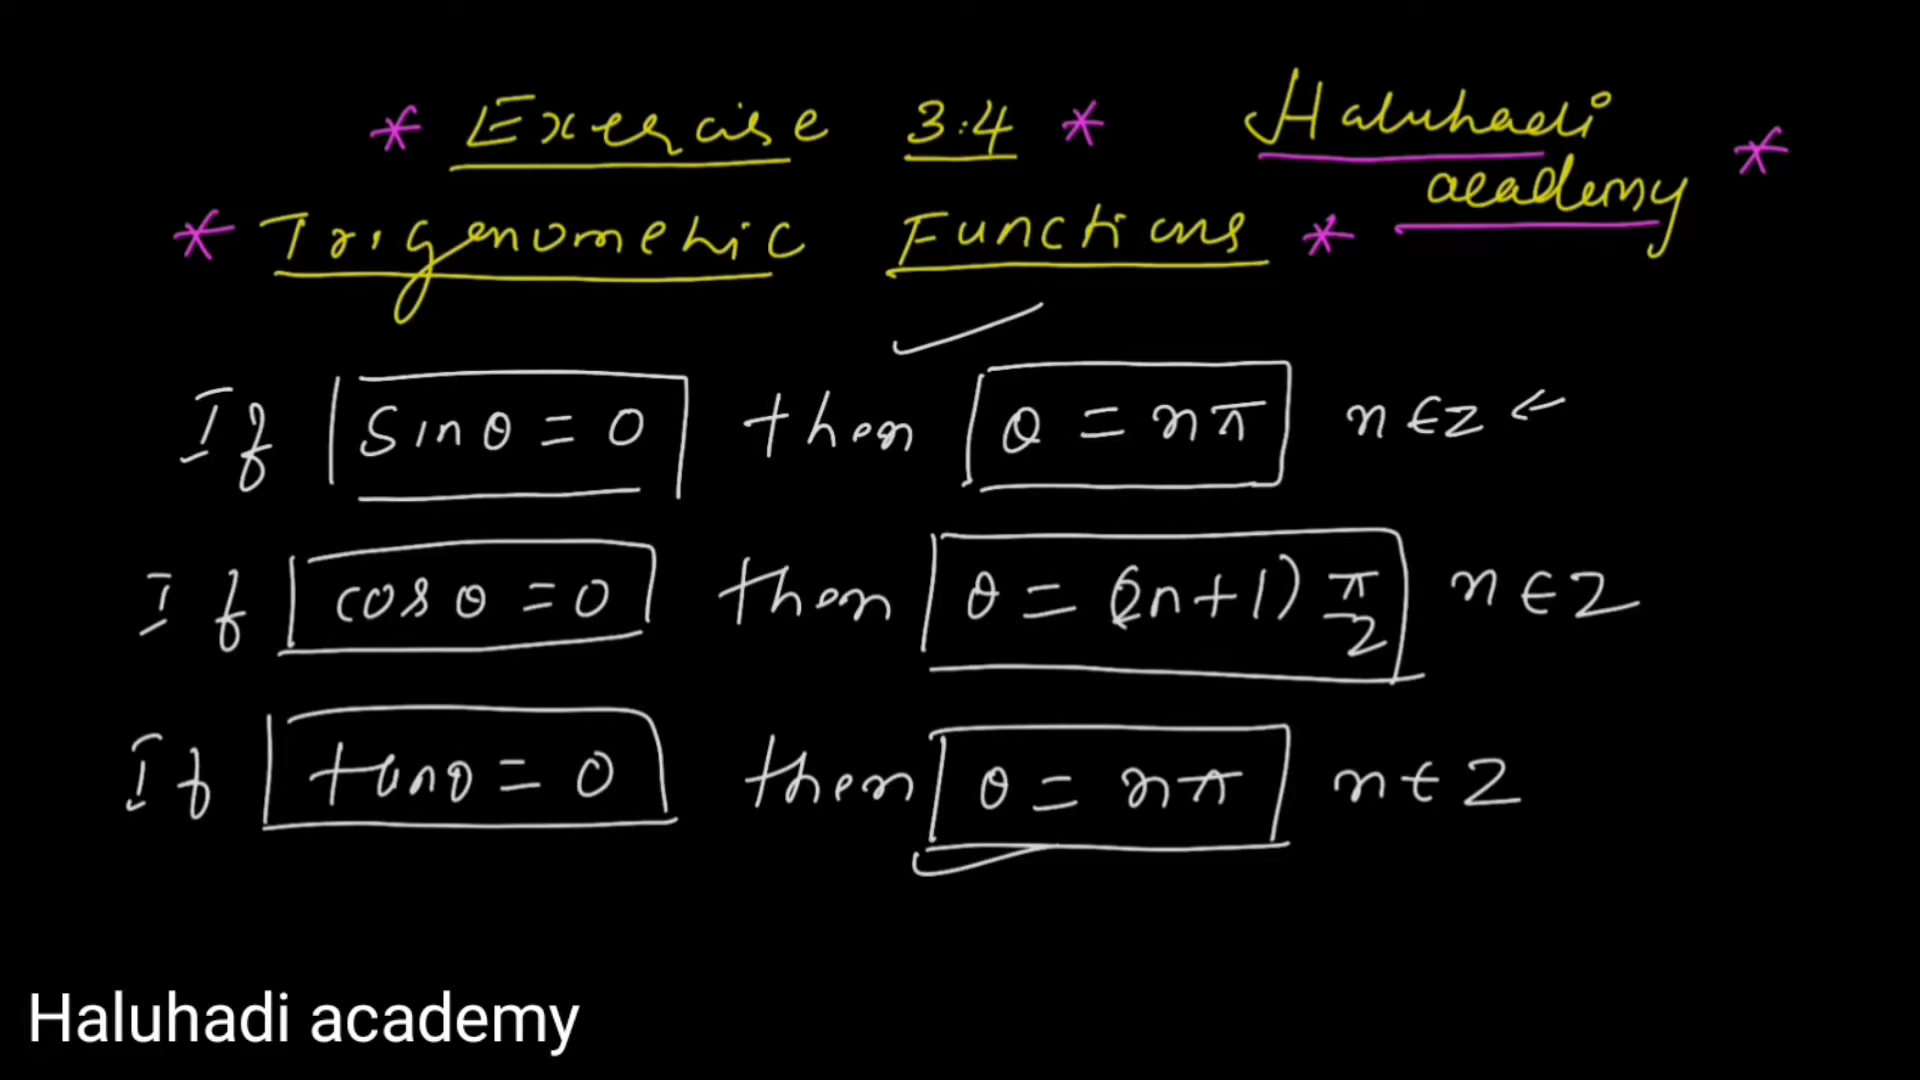 * Exercise 3.4 * Haluhadi academy *
* Trigonometric Functions *
If sinθ = 0 then θ = nπ n∈z ←
If cosθ = 0 then θ = (2n+1) π/2 n∈Z
If tanθ = 0 then θ = nπ n∈Z
Haluhadi academy